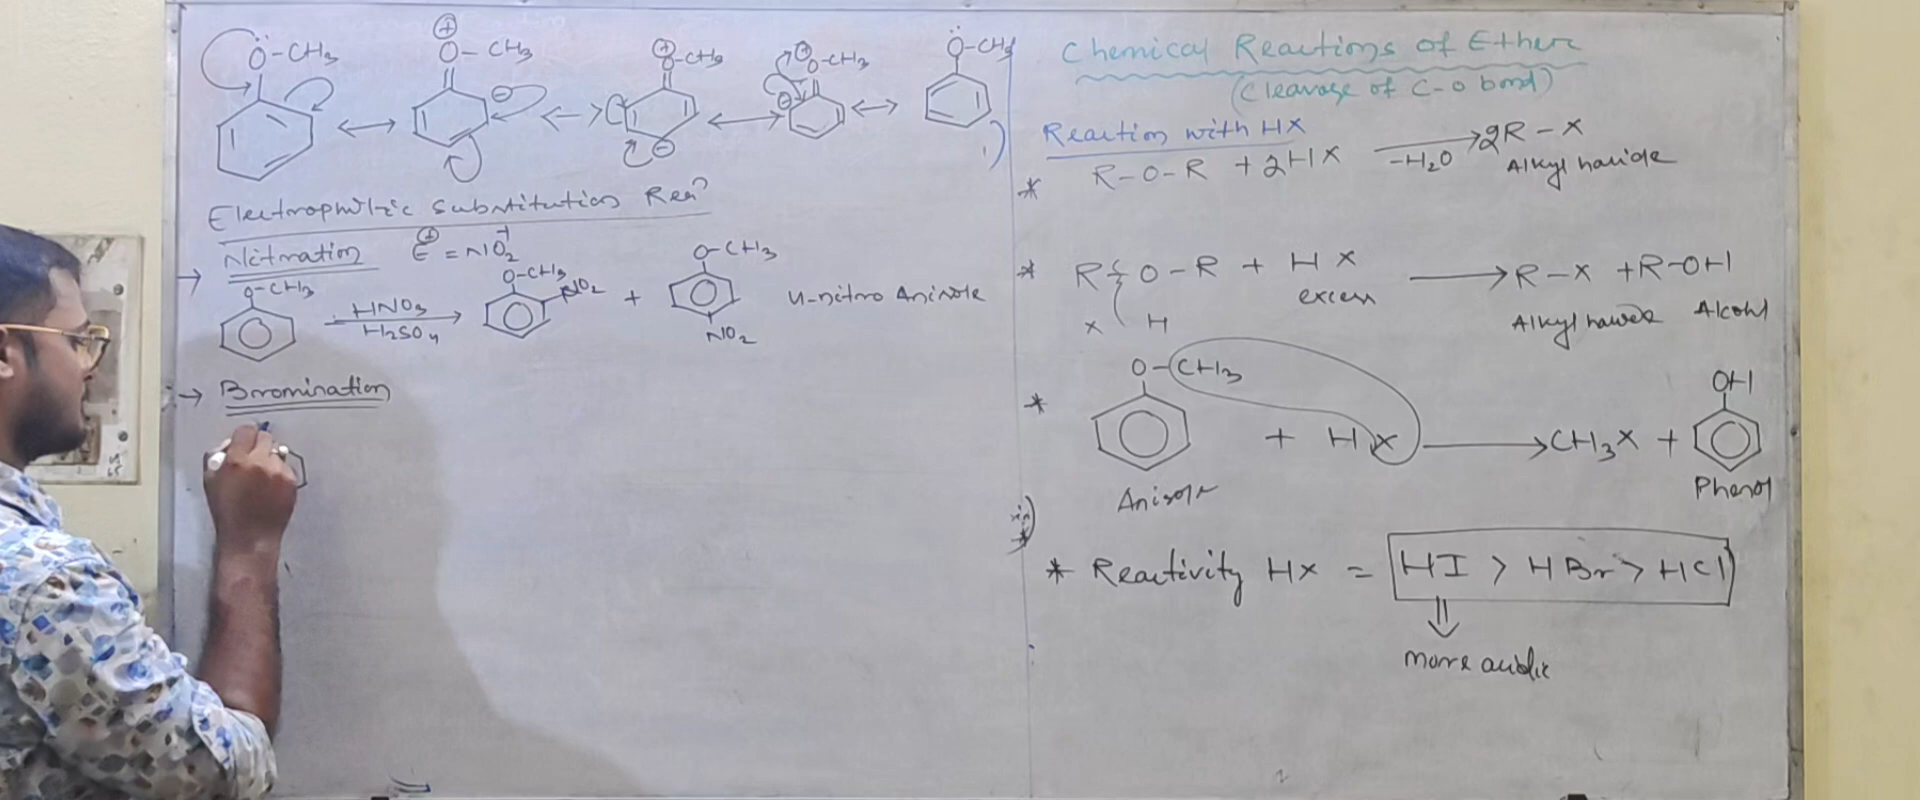 Ö-CH3 ⊕ O-CH3 ⊕ O-CH3 ⊕ O-CH3 Ö-CH3
⊖ ⊖ ⊖
Electrophilic Substitution Reaⁿ
→ Nitration E⊕ = NO2+
O-CH3 HNO3 H2SO4 → O-CH3 NO2 + O-CH3 NO2 4-nitro Anisole
→ Bromination
Chemical Reactions of Ether
(Cleavage of C-O bond)
i) Reaction with HX
* R-O-R + 2HX -H2O → 2R-X
Alkyl halide
* R-O-R + HX → R-X + R-OH
excess
X H
Alkyl halide Alcohl
* O-CH3 + HX → CH3X + OH
Anisole Phenol
* Reactivity HX = HI > HBr > HCl
⇓
more acidic